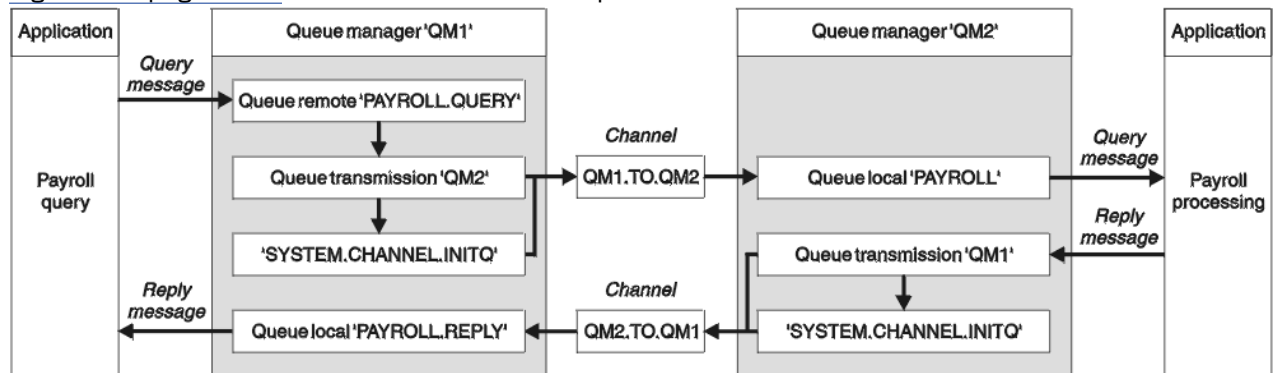 Application
Queue manager 'QM1'
Queue manager 'QM2'
Application
Query
message
Queue remote 'PAYROLL.QUERY'
Payroll
query
Queue transmission 'QM2'
'SYSTEM.CHANNEL.INITQ'
Channel
QM1.TO.QM2
Queue local 'PAYROLL'
Query
message
Payroll
processing
Reply
message
Queue transmission 'QM1'
'SYSTEM.CHANNEL.INITQ'
Channel
QM2.TO.QM1
Reply
message
Queue local 'PAYROLL.REPLY'